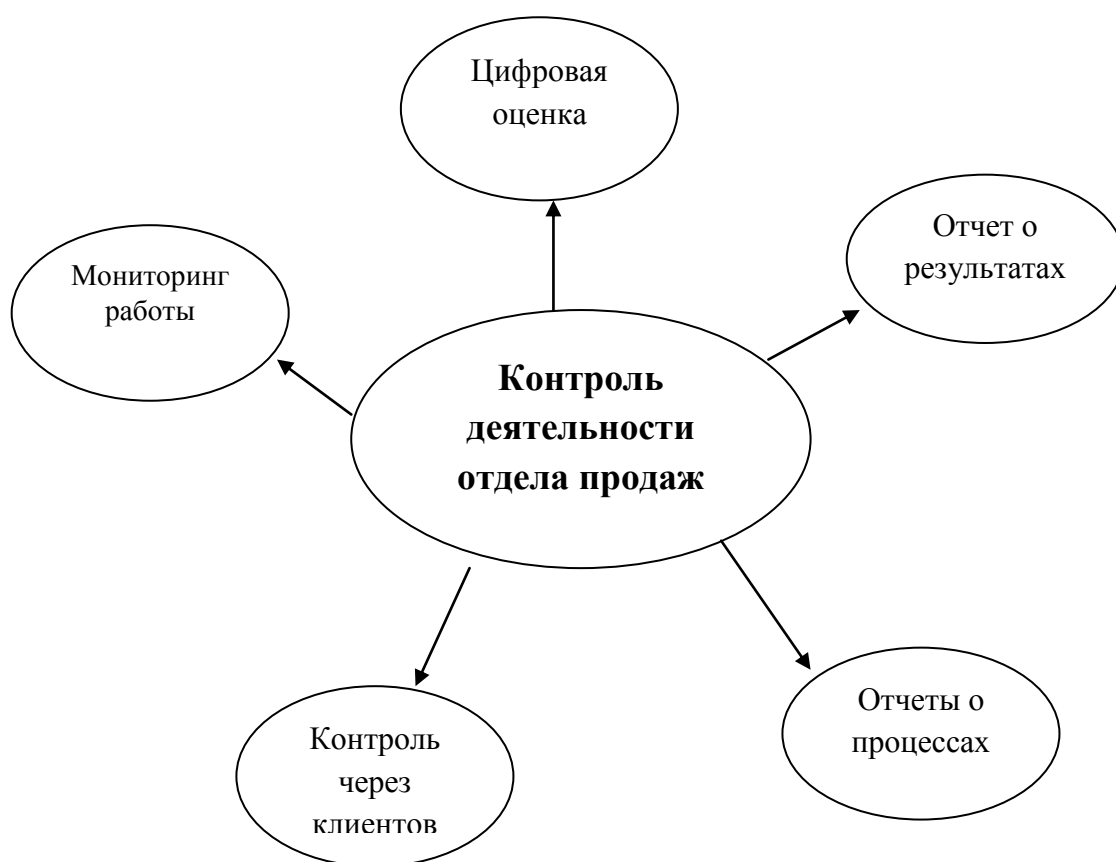 Цифровая
оценка
Отчет о
результатах
Мониторинг
работы
Контроль
деятельности
отдела продаж
Отчеты о
процессах
Контроль
через
клиентов